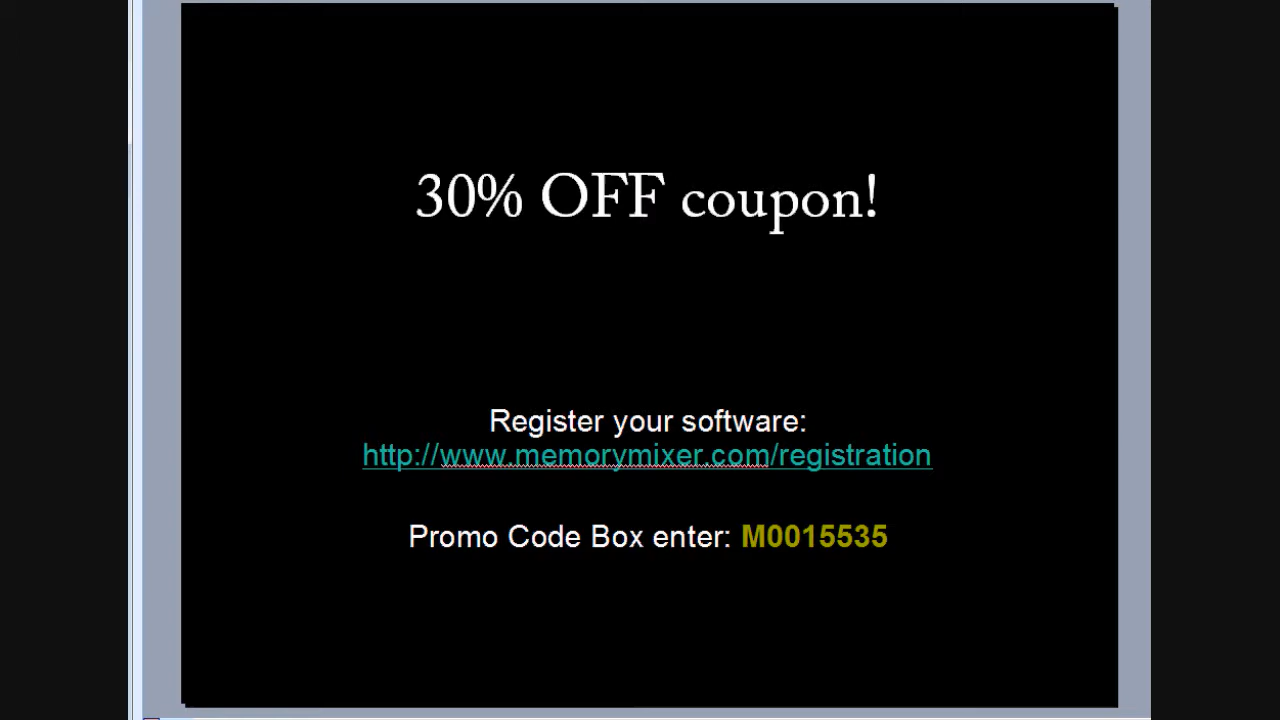 30% OFF coupon!
Register your software:
http://www.memorymixer.com/registration
Promo Code Box enter: M0015535